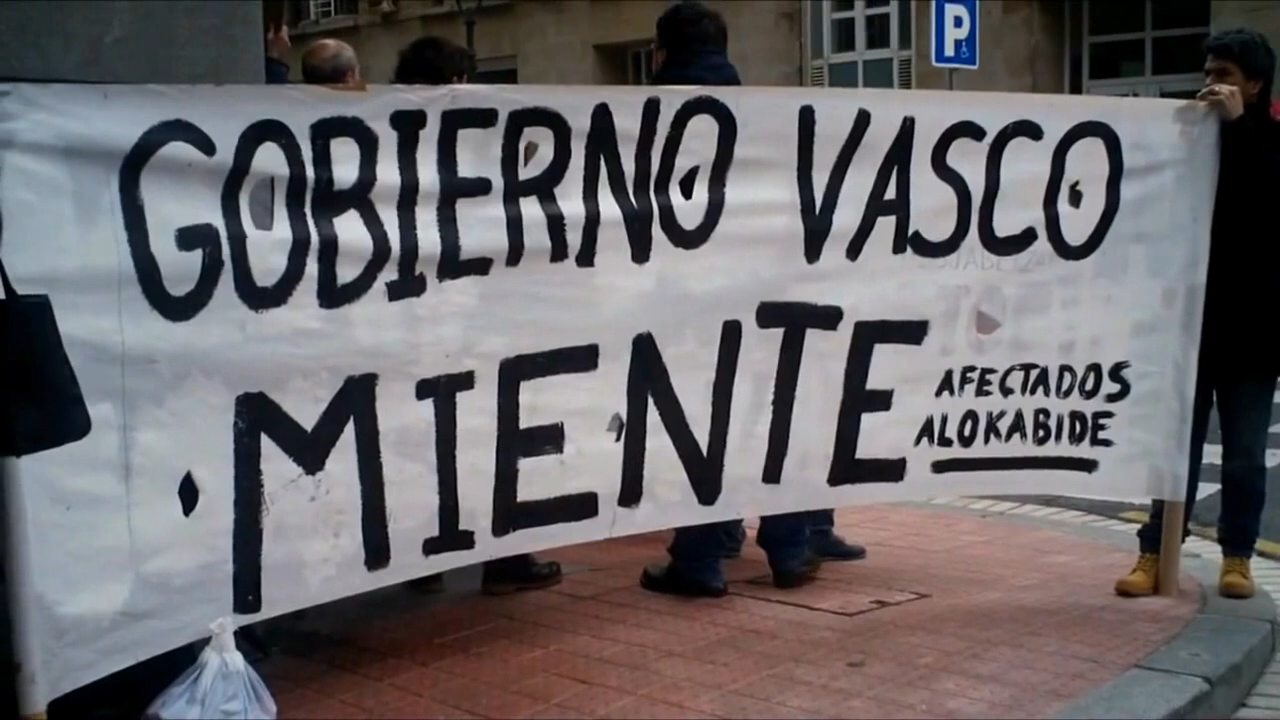 P
GOBIERNO VASCO
MIENTE
AFECTADOS
ALOKABIDE